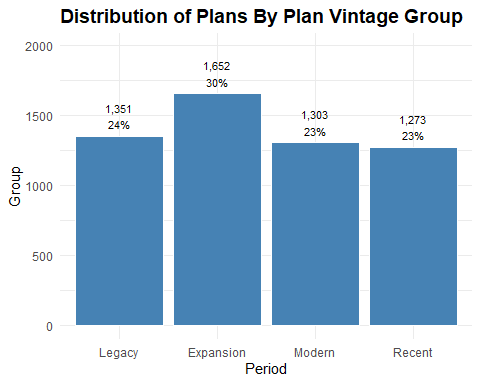 Distribution of Plans By Plan Vintage Group
2000
1500
1000
500
0
Group
1,351
24%
1,652
30%
1,303
23%
1,273
23%
Legacy
Expansion
Modern
Recent
Period